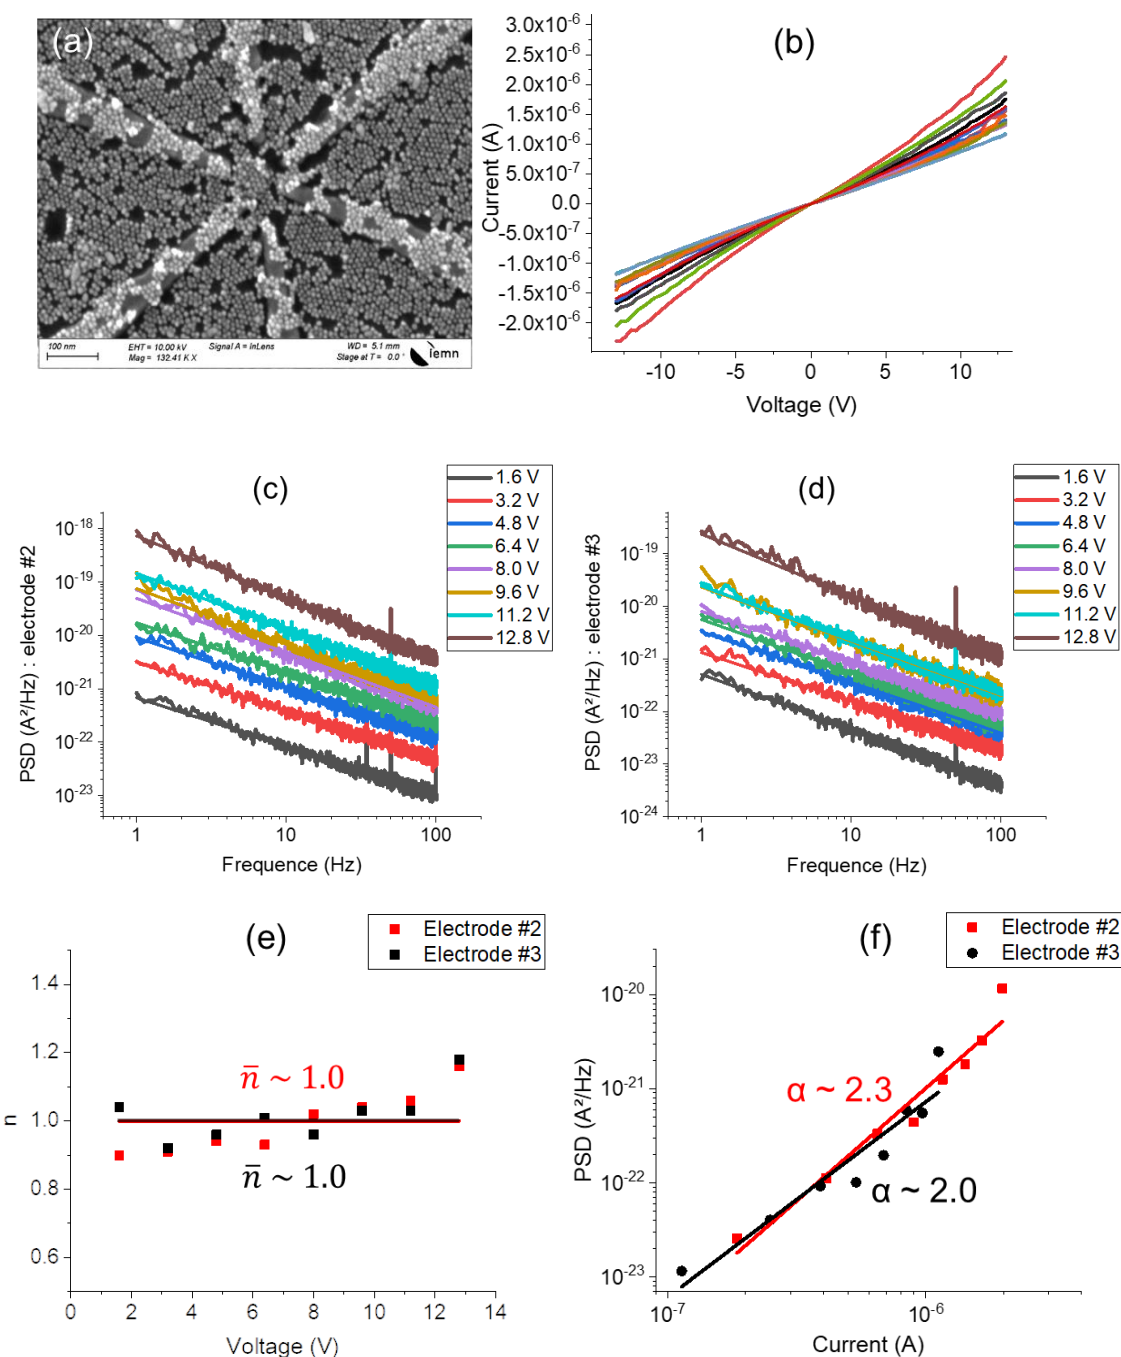 (a)
100 nm
EHT = 10.00 kV
Signal A = InLens
WD = 5.1 mm
Mag = 132.41 K X
Stage at T = 0.0 °
iemn
(b)
3.0x10⁻⁶
2.5x10⁻⁶
2.0x10⁻⁶
1.5x10⁻⁶
1.0x10⁻⁶
5.0x10⁻⁷
0.0
-5.0x10⁻⁷
-1.0x10⁻⁶
-1.5x10⁻⁶
-2.0x10⁻⁶
Current (A)
-10 -5 0 5 10
Voltage (V)
(c)
1.6 V
3.2 V
4.8 V
6.4 V
8.0 V
9.6 V
11.2 V
12.8 V
10⁻¹⁸
10⁻¹⁹
10⁻²⁰
10⁻²¹
10⁻²²
10⁻²³
PSD (A²/Hz) : electrode #2
1 10 100
Frequence (Hz)
(d)
1.6 V
3.2 V
4.8 V
6.4 V
8.0 V
9.6 V
11.2 V
12.8 V
10⁻¹⁹
10⁻²⁰
10⁻²¹
10⁻²²
10⁻²³
10⁻²⁴
PSD (A²/Hz) : electrode #3
1 10 100
Frequence (Hz)
(e)
Electrode #2
Electrode #3
1.4
1.2
1.0
0.8
0.6
n
n̅ ~ 1.0
n̅ ~ 1.0
0 2 4 6 8 10 12 14
Voltage (V)
(f)
Electrode #2
Electrode #3
10⁻²⁰
10⁻²¹
10⁻²²
10⁻²³
PSD (A²/Hz)
α ~ 2.3
α ~ 2.0
10⁻⁷ 10⁻⁶
Current (A)